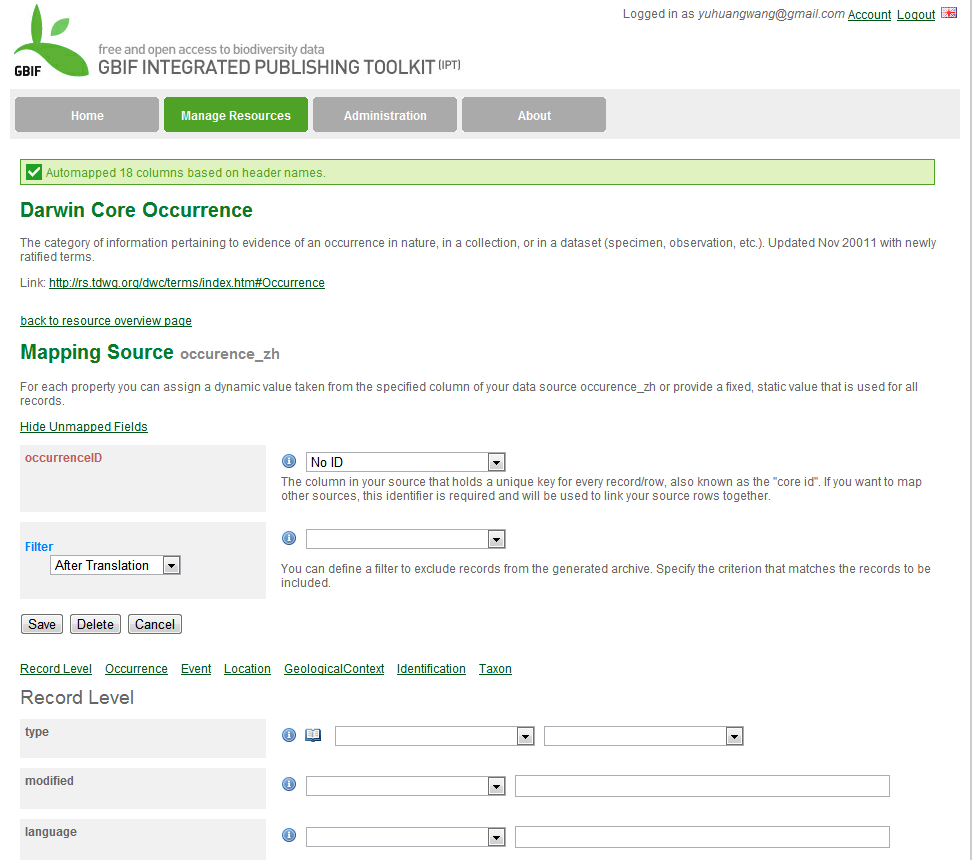 Logged in as yuhuangwang@gmail.com Account Logout
free and open access to biodiversity data
GBIF GBIF INTEGRATED PUBLISHING TOOLKIT (IPT)
Home Manage Resources Administration About
Automapped 18 columns based on header names.
Darwin Core Occurrence
The category of information pertaining to evidence of an occurrence in nature, in a collection, or in a dataset (specimen, observation, etc.). Updated Nov 20011 with newly
ratified terms.
Link: http://rs.tdwg.org/dwc/terms/index.htm#Occurrence
back to resource overview page
Mapping Source occurence_zh
For each property you can assign a dynamic value taken from the specified column of your data source occurence_zh or provide a fixed, static value that is used for all
records.
Hide Unmapped Fields
occurrenceID
No ID
The column in your source that holds a unique key for every record/row, also known as the "core id". If you want to map
other sources, this identifier is required and will be used to link your source rows together.
Filter
After Translation
You can define a filter to exclude records from the generated archive. Specify the criterion that matches the records to be
included.
Save Delete Cancel
Record Level Occurrence Event Location GeologicalContext Identification Taxon
Record Level
type
modified
language